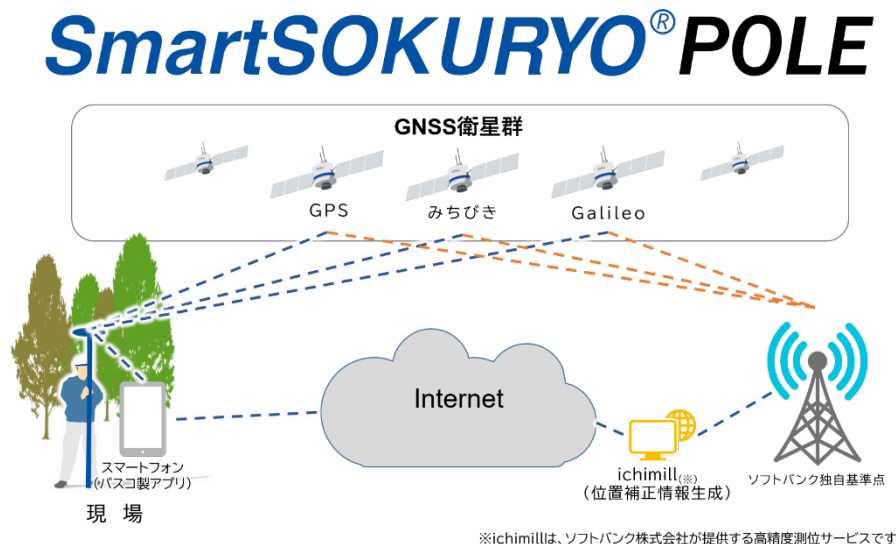 SmartSOKURYO® POLE
GNSS衛星群
GPS
みちびき
Galileo
Internet
スマートフォン
(パスコ製アプリ)
現 場
ichimill(※)
(位置補正情報生成)
ソフトバンク独自基準点
※ichimillは、ソフトバンク株式会社が提供する高精度測位サービスです